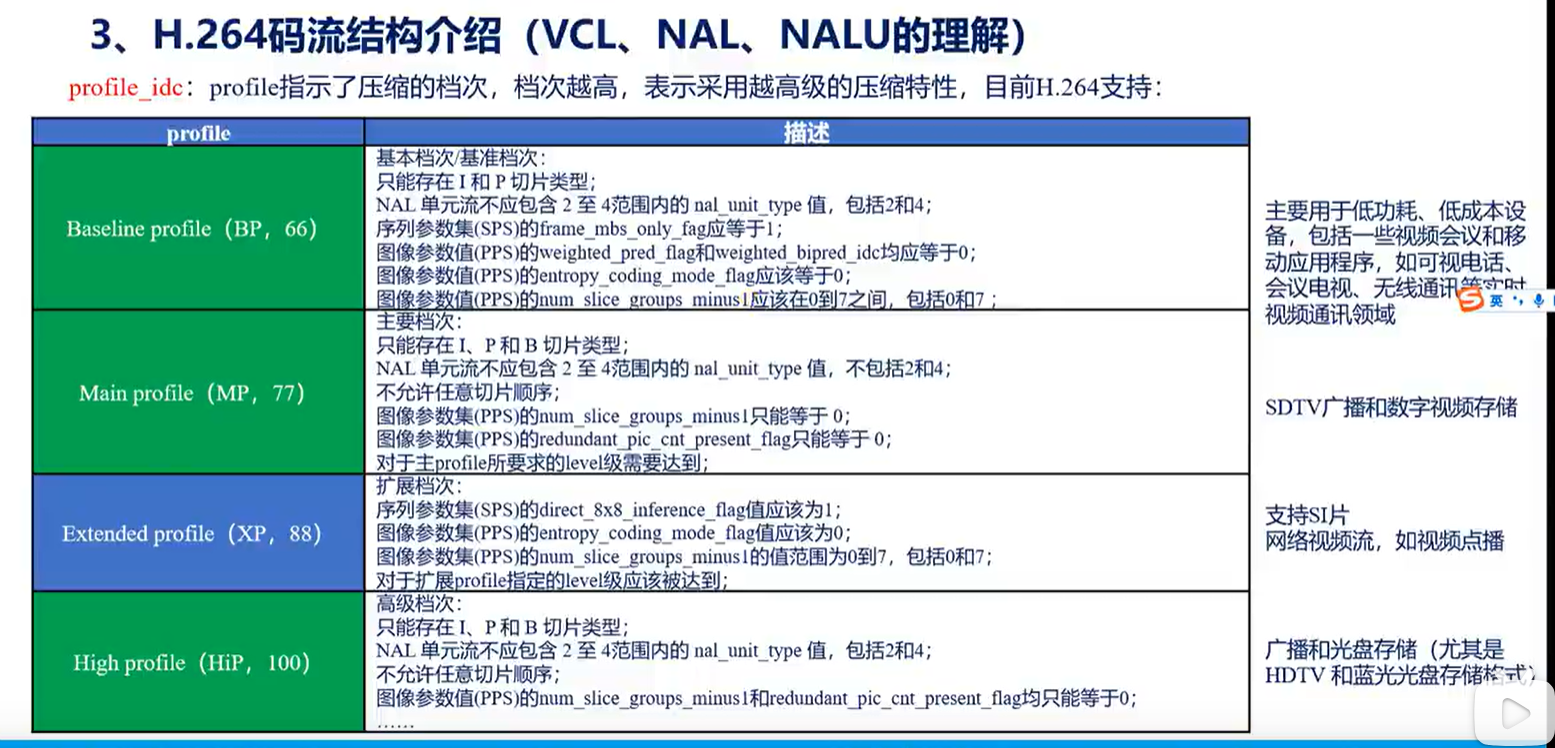 3、H.264码流结构介绍（VCL、NAL、NALU的理解）
profile_idc：profile指示了压缩的档次，档次越高，表示采用越高级的压缩特性，目前H.264支持：
profile
描述
Baseline profile（BP，66）
基本档次/基准档次：
只能存在 I 和 P 切片类型；
NAL 单元流不应包含 2 至 4范围内的 nal_unit_type 值，包括2和4；
序列参数集(SPS)的frame_mbs_only_fag应等于1；
图像参数值(PPS)的weighted_pred_flag和weighted_bipred_idc均应等于0；
图像参数值(PPS)的entropy_coding_mode_flag应该等于0；
图像参数值(PPS)的num_slice_groups_minus1应该在0到7之间，包括0和7；
主要用于低功耗、低成本设
备，包括一些视频会议和移
动应用程序，如可视电话、
会议电视、无线通讯等实时
视频通讯领域
英
Main profile（MP，77）
主要档次：
只能存在 I、P 和 B 切片类型；
NAL 单元流不应包含 2 至 4范围内的 nal_unit_type 值，不包括2和4；
不允许任意切片顺序；
图像参数集(PPS)的num_slice_groups_minus1只能等于 0；
图像参数集(PPS)的redundant_pic_cnt_present_flag只能等于 0；
对于主profile所要求的level级需要达到；
SDTV广播和数字视频存储
Extended profile（XP，88）
扩展档次：
序列参数集(SPS)的direct_8x8_inference_flag值应该为1；
图像参数集(PPS)的entropy_coding_mode_flag值应该为0；
图像参数集(PPS)的num_slice_groups_minus1的值范围为0到7，包括0和7；
对于扩展profile指定的level级应该被达到；
支持SI片
网络视频流，如视频点播
High profile（HiP，100）
高级档次：
只能存在 I、P 和 B 切片类型；
NAL 单元流不应包含 2 至 4范围内的 nal_unit_type 值，包括2和4；
不允许任意切片顺序；
图像参数值(PPS)的num_slice_groups_minus1和redundant_pic_cnt_present_flag均只能等于0；
……
广播和光盘存储（尤其是
HDTV 和蓝光光盘存储格式）